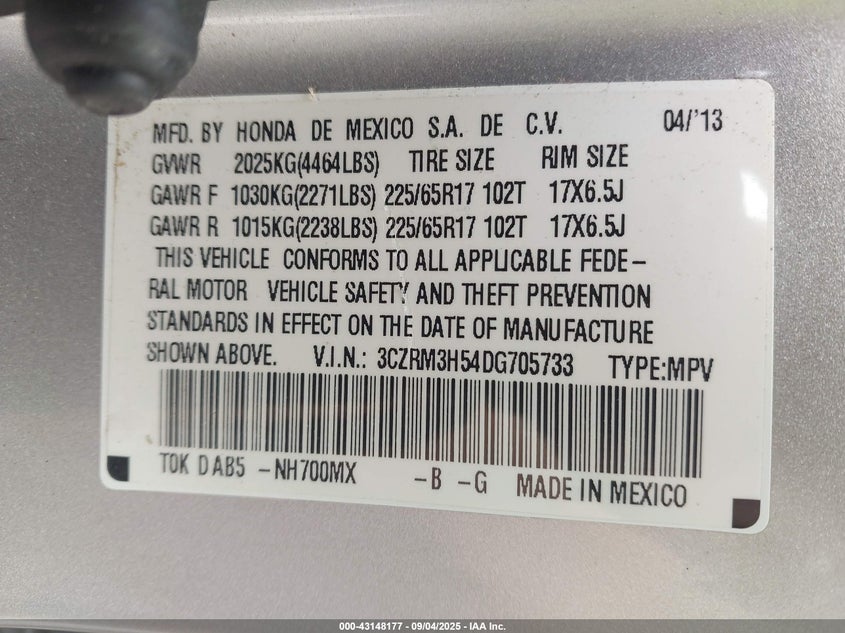 MFD. BY HONDA DE MEXICO S.A. DE C.V. 04/'13
GVWR 2025KG(4464LBS) TIRE SIZE RIM SIZE
GAWR F 1030KG(2271LBS) 225/65R17 102T 17X6.5J
GAWR R 1015KG(2238LBS) 225/65R17 102T 17X6.5J
THIS VEHICLE CONFORMS TO ALL APPLICABLE FEDE-
RAL MOTOR VEHICLE SAFETY AND THEFT PREVENTION
STANDARDS IN EFFECT ON THE DATE OF MANUFACTURE
SHOWN ABOVE. V.I.N.: 3CZRM3H54DG705733 TYPE:MPV
T0K D AB5 -NH700MX -B -G MADE IN MEXICO
000-43148177 - 09/04/2025 - IAA Inc.